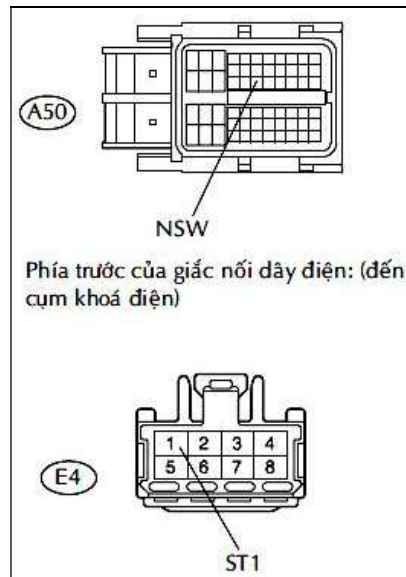 A50
NSW
Phía trước của giắc nối dây điện: (đến
cụm khoá điện)
1 2 3 4
5 6 7 8
E4
ST1